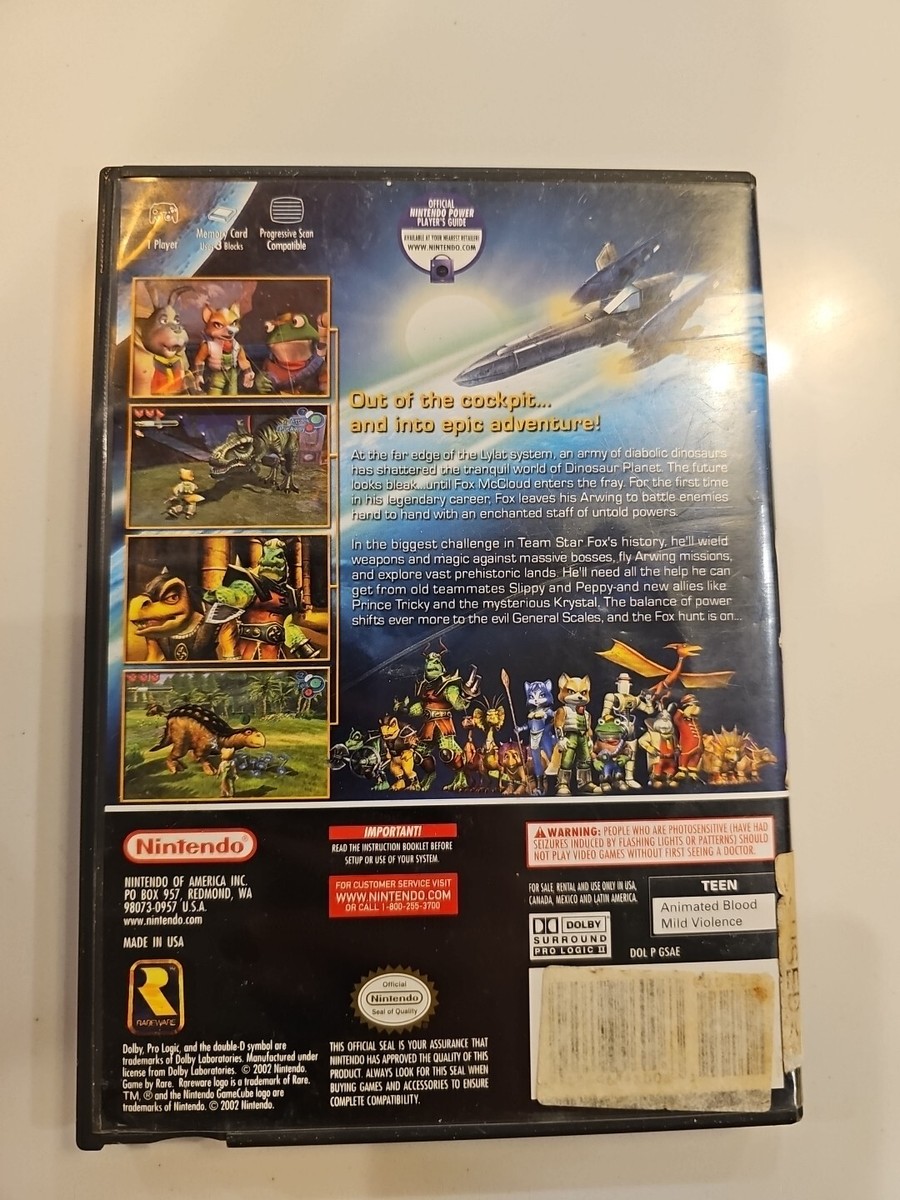 1 Player
Memory Card
Uses 3 Blocks
Progressive Scan
Compatible
OFFICIAL
NINTENDO POWER
PLAYER'S GUIDE
AVAILABLE AT YOUR NEAREST RETAILER!
WWW.NINTENDO.COM
Out of the cockpit...
and into epic adventure!
At the far edge of the Lylat system, an army of diabolic dinosaurs
has shattered the tranquil world of Dinosaur Planet. The future
looks bleak...until Fox McCloud enters the fray. For the first time
in his legendary career, Fox leaves his Arwing to battle enemies
hand to hand with an enchanted staff of untold powers.
In the biggest challenge in Team Star Fox's history, he'll wield
weapons and magic against massive bosses, fly Arwing missions,
and explore vast prehistoric lands. He'll need all the help he can
get from old teammates Slippy and Peppy-and new allies like
Prince Tricky and the mysterious Krystal. The balance of power
shifts ever more to the evil General Scales, and the Fox hunt is on...
Nintendo
NINTENDO OF AMERICA INC.
PO BOX 957, REDMOND, WA
98073-0957 U.S.A.
www.nintendo.com
MADE IN USA
R
RAREWARE
Dolby, Pro Logic, and the double-D symbol are
trademarks of Dolby Laboratories. Manufactured under
license from Dolby Laboratories. © 2002 Nintendo.
Game by Rare. Rareware logo is a trademark of Rare.
TM, ® and the Nintendo GameCube logo are
trademarks of Nintendo. © 2002 Nintendo.
IMPORTANT!
READ THE INSTRUCTION BOOKLET BEFORE
SETUP OR USE OF YOUR SYSTEM.
FOR CUSTOMER SERVICE VISIT
WWW.NINTENDO.COM
OR CALL 1-800-255-3700
Official
Nintendo
Seal of Quality
THIS OFFICIAL SEAL IS YOUR ASSURANCE THAT
NINTENDO HAS APPROVED THE QUALITY OF THIS
PRODUCT. ALWAYS LOOK FOR THIS SEAL WHEN
BUYING GAMES AND ACCESSORIES TO ENSURE
COMPLETE COMPATIBILITY.
WARNING: PEOPLE WHO ARE PHOTOSENSITIVE (HAVE HAD
SEIZURES INDUCED BY FLASHING LIGHTS OR PATTERNS) SHOULD
NOT PLAY VIDEO GAMES WITHOUT FIRST SEEING A DOCTOR.
FOR SALE, RENTAL AND USE ONLY IN USA,
CANADA, MEXICO AND LATIN AMERICA.
TEEN
Animated Blood
Mild Violence
DOLBY
SURROUND
PRO LOGIC II
DOL P GSAE